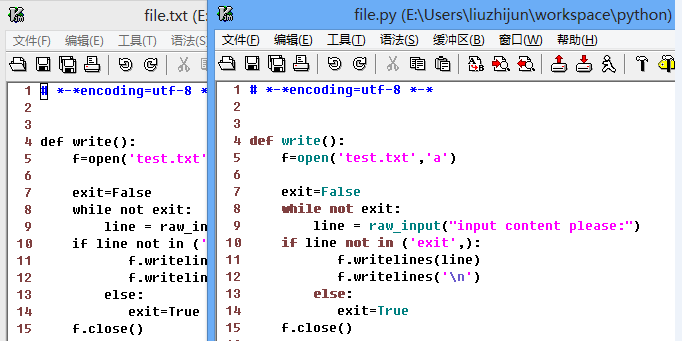 file.txt (E:
文件(F) 编辑(E) 工具(T) 语法(S)
1 # *-*encoding=utf-8 *
2
3
4 def write():
5 f=open('test.txt'
6
7 exit=False
8 while not exit:
9 line = raw_in
10 if line not in ('
11 f.writelin
12 f.writelin
13 else:
14 exit=True
15 f.close()
file.py (E:\Users\liuzhijun\workspace\python)
文件(F) 编辑(E) 工具(T) 语法(S) 缓冲区(B) 窗口(W) 帮助(H)
1 # *-*encoding=utf-8 *-*
2
3
4 def write():
5 f=open('test.txt','a')
6
7 exit=False
8 while not exit:
9 line = raw_input("input content please:")
10 if line not in ('exit',):
11 f.writelines(line)
12 f.writelines('\n')
13 else:
14 exit=True
15 f.close()